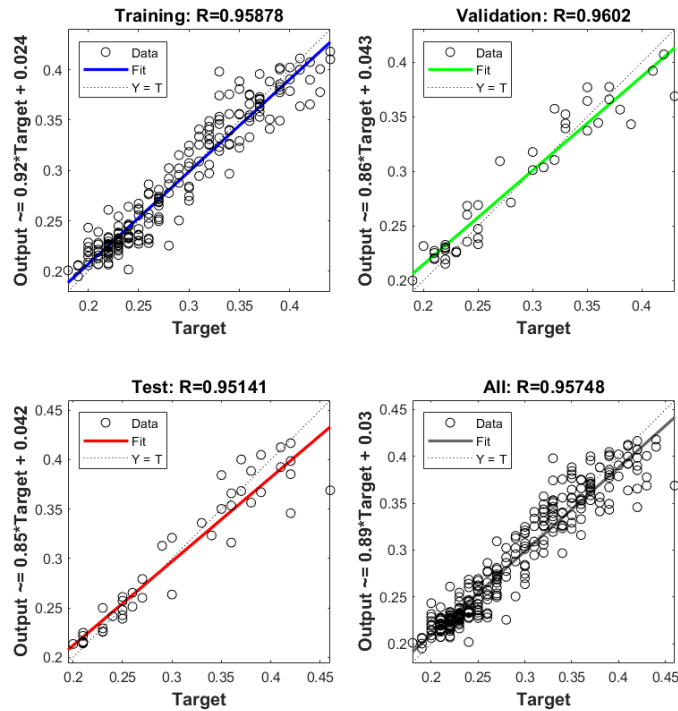 Training: R=0.95878
Output ~= 0.92*Target + 0.024
0.4
0.35
0.3
0.25
0.2
Data
Fit
Y = T
0.2
0.25
0.3
0.35
0.4
Target
Validation: R=0.9602
Output ~= 0.86*Target + 0.043
0.4
0.35
0.3
0.25
0.2
Data
Fit
Y = T
0.2
0.25
0.3
0.35
0.4
Target
Test: R=0.95141
Output ~= 0.85*Target + 0.042
0.45
0.4
0.35
0.3
0.25
0.2
Data
Fit
Y = T
0.2
0.25
0.3
0.35
0.4
0.45
Target
All: R=0.95748
Output ~= 0.89*Target + 0.03
0.45
0.4
0.35
0.3
0.25
0.2
Data
Fit
Y = T
0.2
0.25
0.3
0.35
0.4
0.45
Target